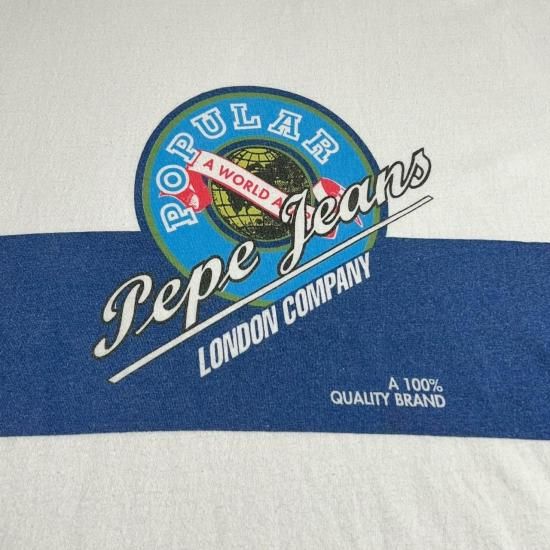 POPULAR
A WORLD A
Pepe Jeans
LONDON COMPANY
A 100%
QUALITY BRAND